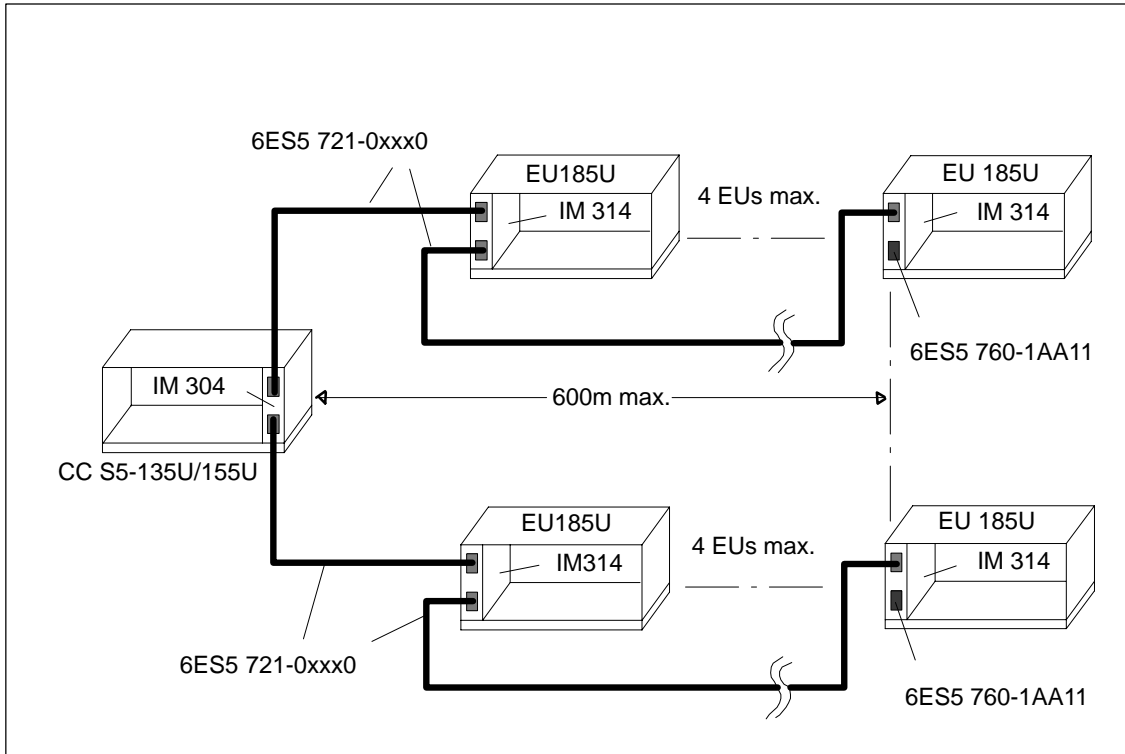 6ES5 721-0xxx0
EU185U
IM 314
4 EUs max.
EU 185U
IM 314
6ES5 760-1AA11
IM 304
600m max.
CC S5-135U/155U
EU185U
IM314
4 EUs max.
EU 185U
IM 314
6ES5 721-0xxx0
6ES5 760-1AA11